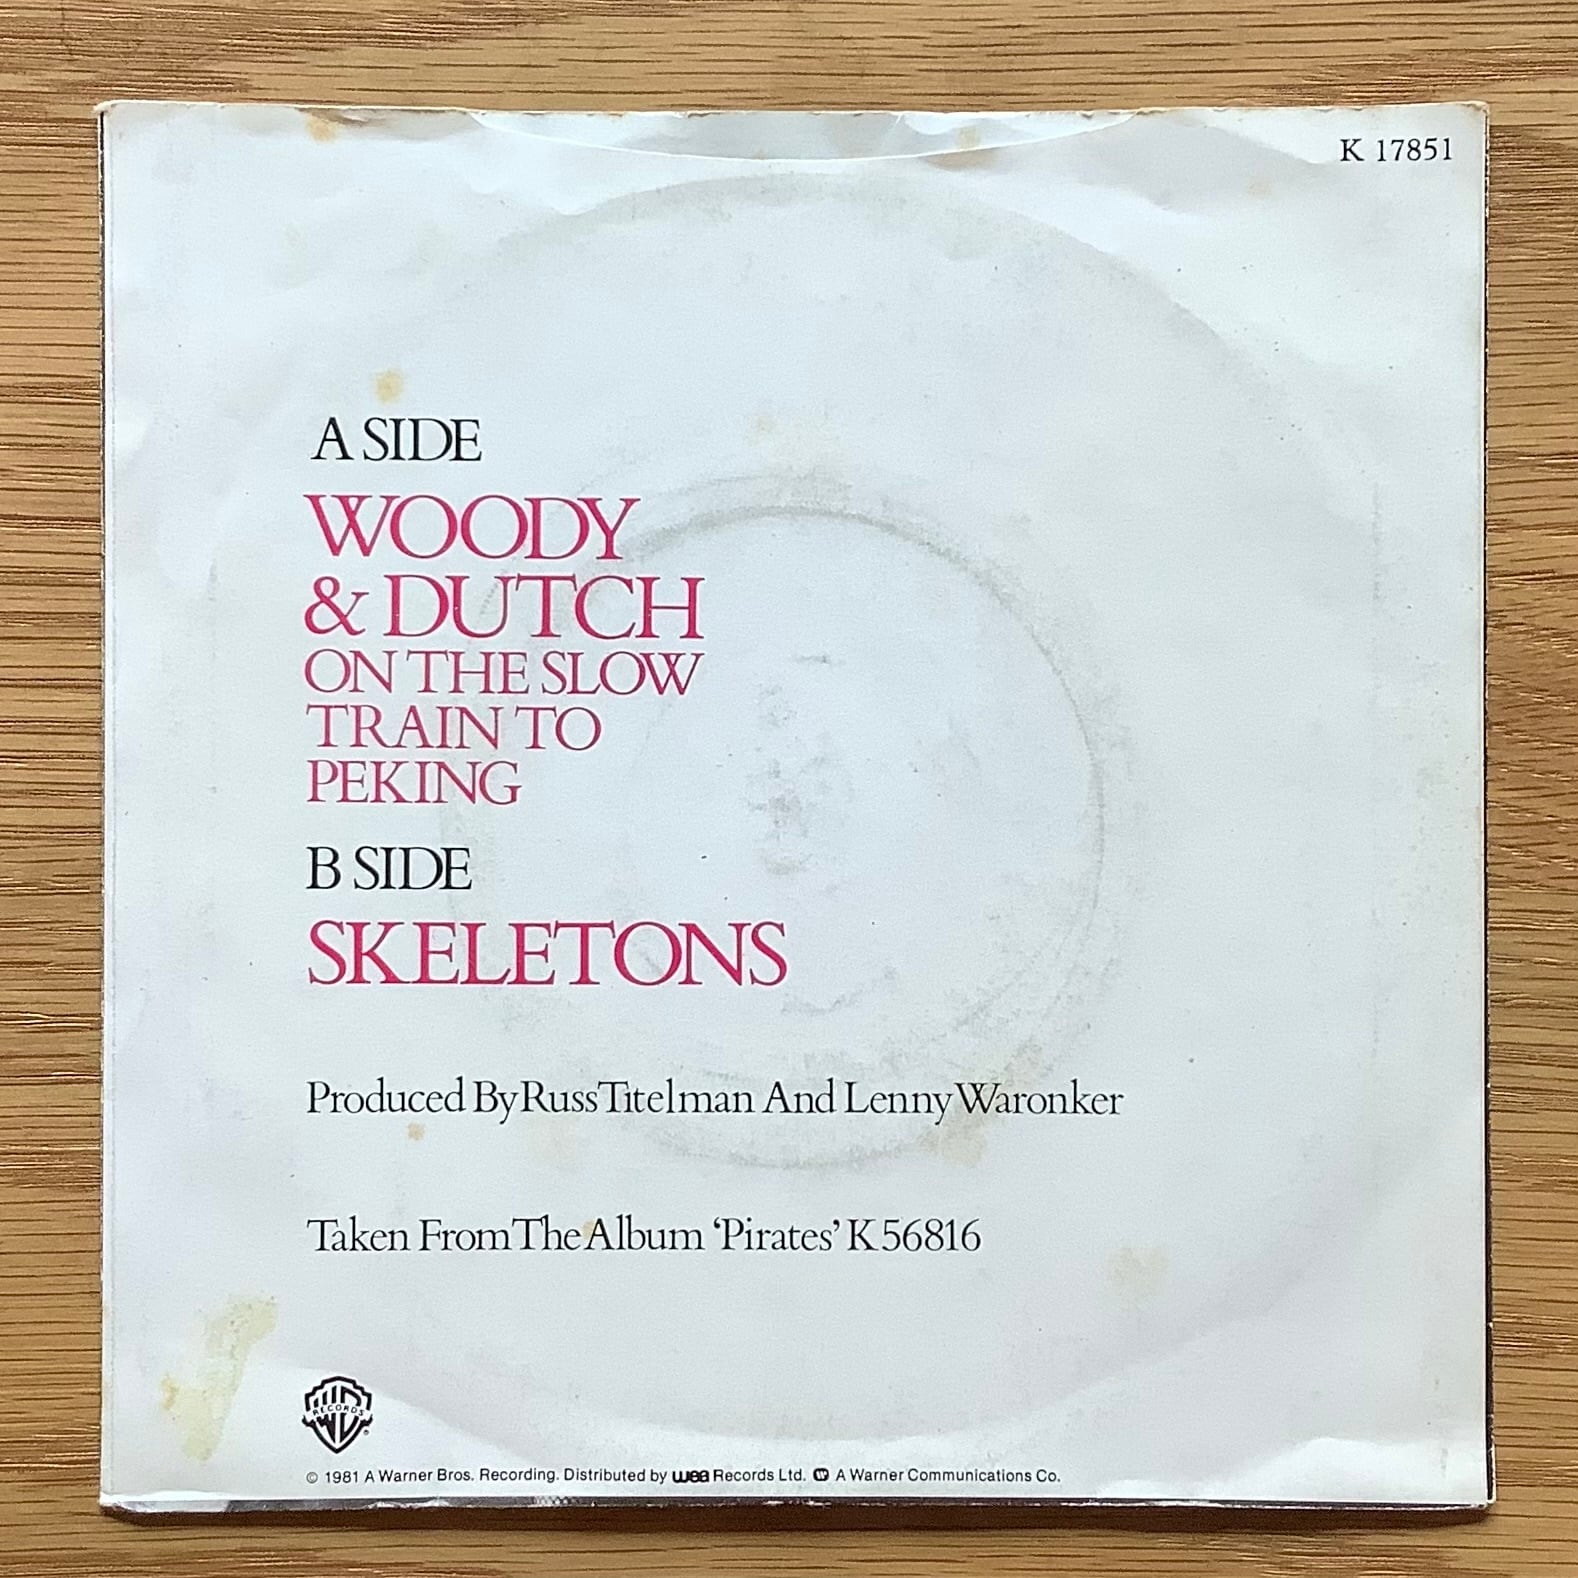 K 17851
A SIDE
WOODY
& DUTCH
ON THE SLOW
TRAIN TO
PEKING
B SIDE
SKELETONS
Produced By Russ Titelman And Lenny Waronker
Taken From The Album ‘Pirates’ K 56816
RECORDS
© 1981 A Warner Bros. Recording. Distributed by wea Records Ltd. A Warner Communications Co.